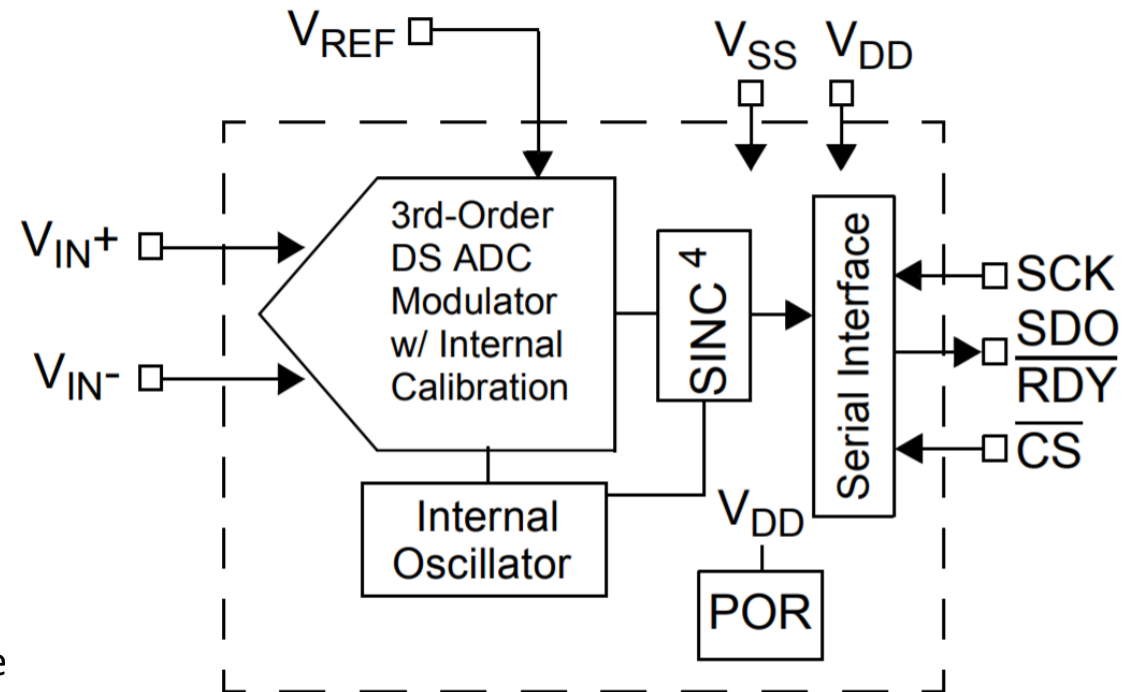 VREF
VSS VDD
VIN+
VIN-
3rd-Order
DS ADC
Modulator
w/ Internal
Calibration
SINC 4
Serial Interface
SCK
SDO
RDY
CS
Internal
Oscillator
VDD
POR
e